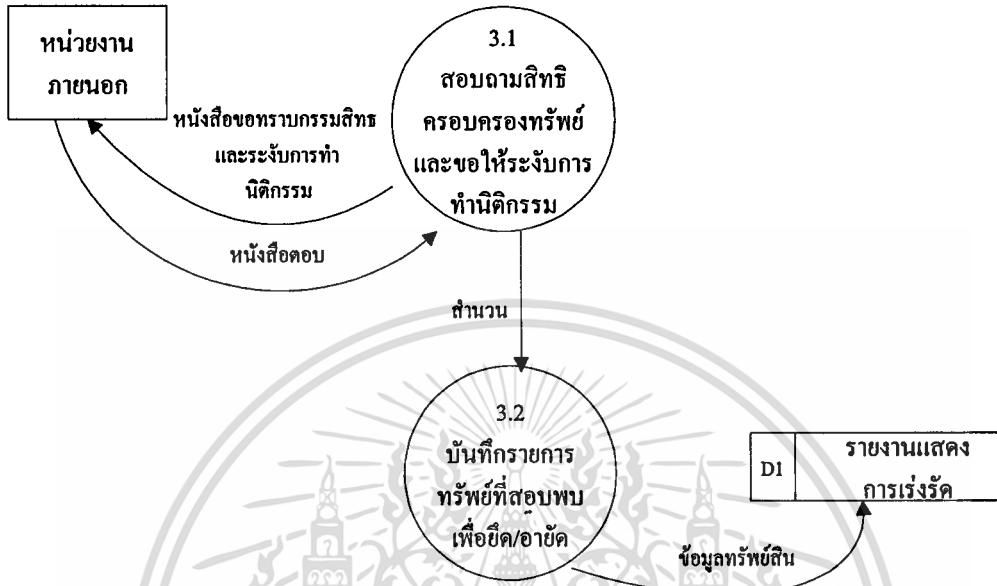 หน่วยงาน
ภายนอก
3.1
สอบถามสิทธิ
ครอบครองทรัพย์
และขอให้ระงับการ
ทำนิติกรรม
หนังสือขอทราบกรรมสิทธ
และระงับการทำ
นิติกรรม
หนังสือตอบ
สำนวน
3.2
บันทึกรายการ
ทรัพย์ที่สอบพบ
เพื่อยึด/อายัด
D1
รายงานแสดง
การเร่งรัด
ข้อมูลทรัพย์สิน